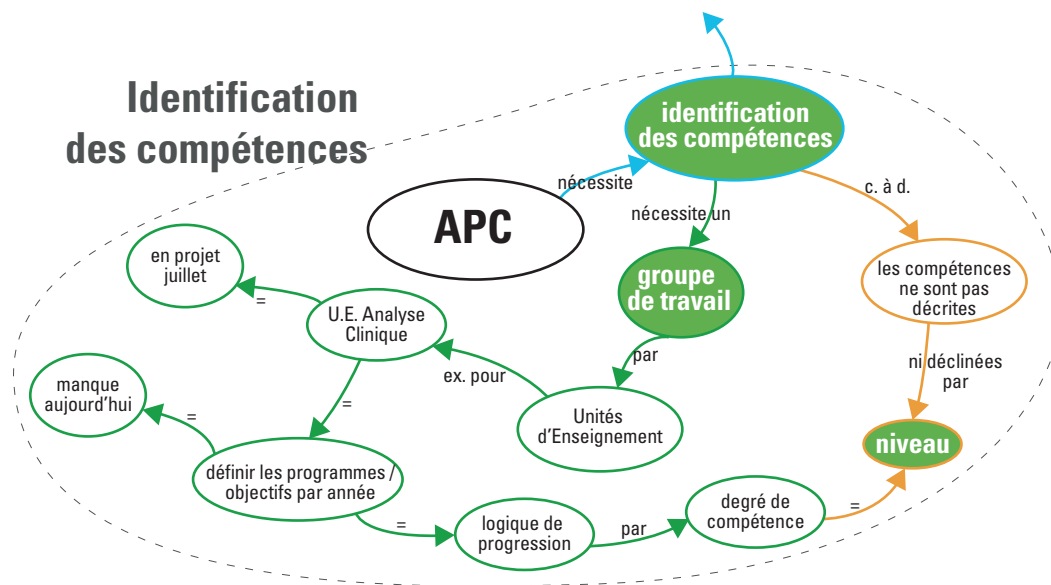 Identification
des compétences
identification
des compétences
nécessite
APC
nécessite un
c. à d.
groupe
de travail
les compétences
ne sont pas
décrites
en projet
juillet
=
U.E. Analyse
Clinique
par
ex. pour
ni déclinées
par
manque
aujourd'hui
=
=
Unités
d'Enseignement
niveau
définir les programmes /
objectifs par année
=
logique de
progression
par
degré de
compétence
=